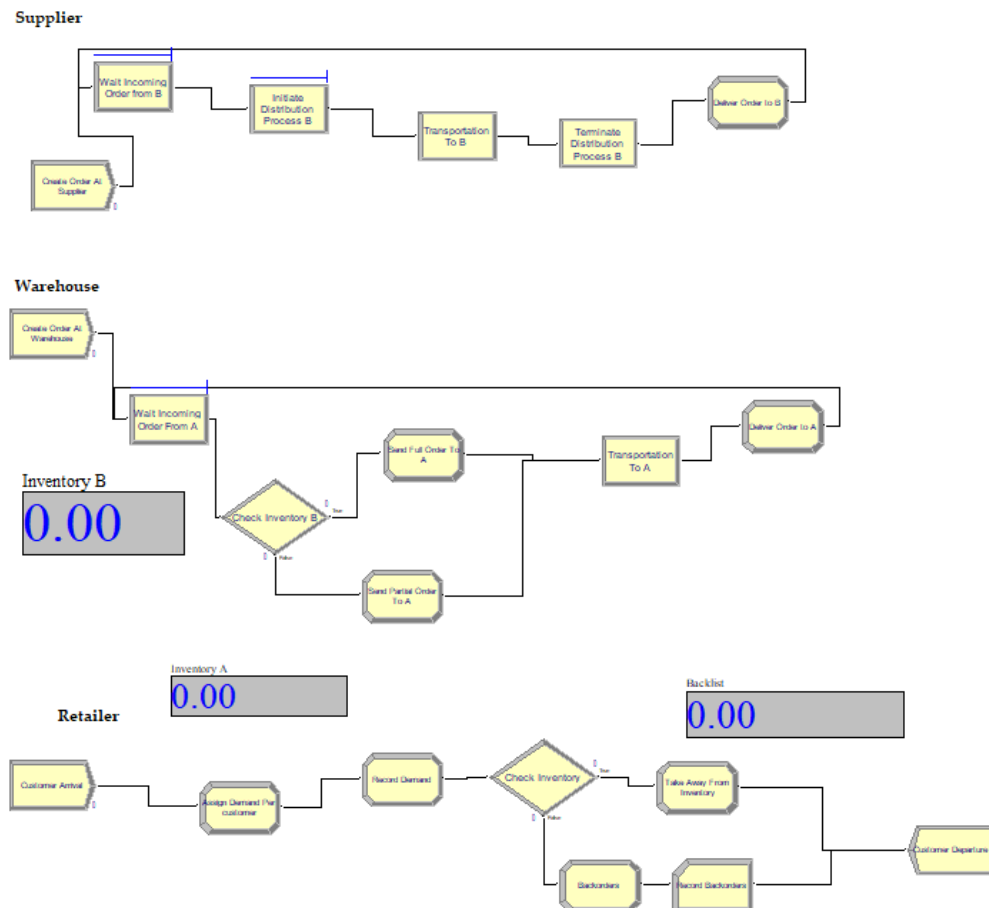 Supplier
Wait Incoming
Order from B
Initiate
Distribution
Process B
Transportation
To B
Terminate
Distribution
Process B
Deliver Order to B
Create Order At
Supplier
Warehouse
Create Order At
Warehouse
Wait Incoming
Order From A
Inventory B
0.00
Check Inventory B
True
False
Send Full Order To
A
Send Partial Order
To A
Transportation
To A
Deliver Order to A
Inventory A
0.00
Backlist
0.00
Retailer
Customer Arrival
Assign Demand Per
customer
Record Demand
Check Inventory
True
False
Take Away From
Inventory
Backorders
Record Backorders
Customer Departure